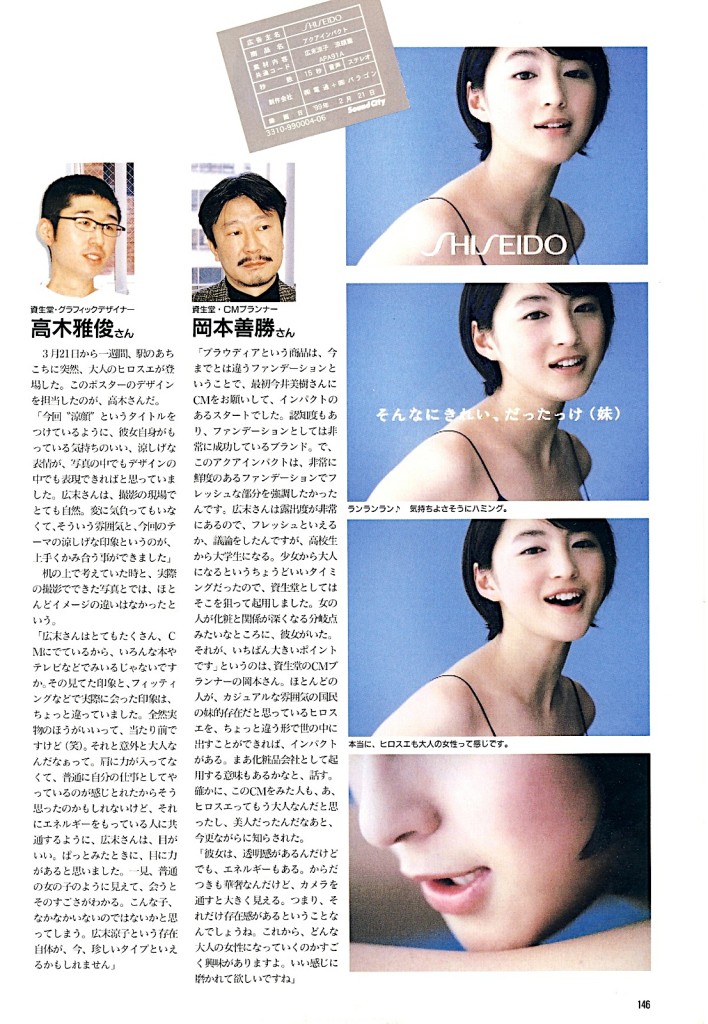 広告主名 SHISEIDO
商品名 アクアインパクト
素材内容 広末涼子 涼顔篇
共通コード APA91A
秒数 15秒 音声 ステレオ
制作会社 ㈱電通+㈱パラゴン
'99年 2月 21日
Sound City
3310-990004-06
SHISEIDO
資生堂・グラフィックデザイナー
高木雅俊さん
3月21日から一週間、駅のあち
こちに突然、大人のヒロスエが登
場した。このポスターのデザイン
を担当したのが、高木さんだ。
「今回“涼顔”というタイトルを
つけているように、彼女自身がも
っている気持ちのいい、涼しげな
表情が、写真の中でもデザインの
中でも表現できればと思っていま
した。広末さんは、撮影の現場で
とても自然。変に気負ってもいな
くて、そういう雰囲気と、今回のテ
ーマの涼しげな印象というのが、
上手くかみ合う事ができました」
机の上で考えていた時と、実際
の撮影でできた写真とでは、ほと
んどイメージの違いはなかったと
いう。
「広末さんはとてもたくさん、C
Mにでているから、いろんな本や
テレビなどでみいるじゃないです
か。その見てた印象と、フィッティ
ングなどで実際に会った印象は、
ちょっと違っていました。全然実
物のほうがいいって、当たり前で
すけど(笑)。それと意外と大人な
んだなぁって。肩に力が入ってな
くて、普通に自分の仕事としてや
っているのが感じとれたからそう
思ったのかもしれないけど、それ
にエネルギーをもっている人に共
通するように、広末さんは、目が
いい。ぱっとみたときに、目に力
があると思いました。一見、普通
の女の子のように見えて、会うと
そのすごさがわかる。こんな子、
なかなかいないのではないかと思
ってしまう。広末涼子という存在
自体が、今、珍しいタイプといえ
るかもしれません」
資生堂・CMプランナー
岡本善勝さん
「プラウディアという商品は、今
までとは違うファンデーション
ということで、最初今井美樹さんに
CMをお願いして、インパクトの
あるスタートでした。認知度もあ
り、ファンデーションとしては非
常に成功しているブランド。で、
このアクアインパクトは、非常に
鮮度のあるファンデーションでフ
レッシュな部分を強調したかった
んです。広末さんは露出度が非常
にあるので、フレッシュといえる
か、議論をしたんですが、高校生
から大学生になる。少女から大人
になるというちょうどいいタイミ
ングだったので、資生堂としては
そこを狙って起用しました。女の
人が化粧と関係が深くなる分岐点
みたいなところに、彼女がいた。
それが、いちばん大きいポイント
です」というのは、資生堂のCMプ
ランナーの岡本さん。ほとんどの
人が、カジュアルな雰囲気の国民
の妹的存在だと思っているヒロス
エを、ちょっと違う形で世の中に
出すことができれば、インパクト
がある。まあ化粧品会社として起
用する意味もあるかなと、話す。
確かに、このCMをみた人も、あ、
ヒロスエってもう大人なんだと思
ったし、美人だったんだなあと、
今更ながらに知らされた。
「彼女は、透明感があるんだけど
でも、エネルギーもある。からだ
つきも華奢なんだけど、カメラを
通すと大きく見える。つまり、そ
れだけ存在感があるということな
んでしょうね。これから、どんな
大人の女性になっていくのかすご
く興味がありますよ。いい感じに
磨かれて欲しいですね」
そんなにきれい、だったっけ(妹)
ランランラン♪ 気持ちよさそうにハミング。
本当に、ヒロスエも大人の女性って感じです。
146